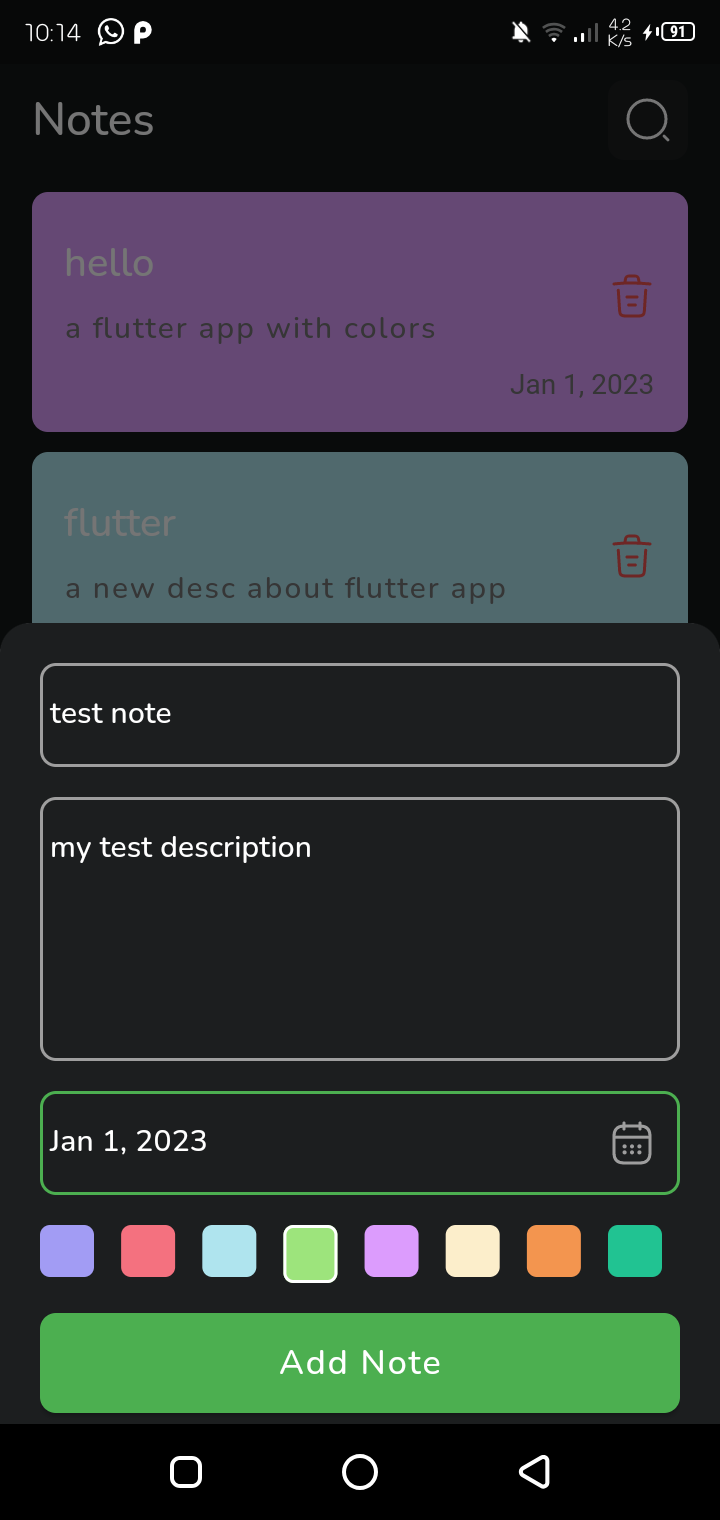 10:14
4.2
K/s
91
Notes
hello
a flutter app with colors
Jan 1, 2023
flutter
a new desc about flutter app
test note
my test description
Jan 1, 2023
Add Note